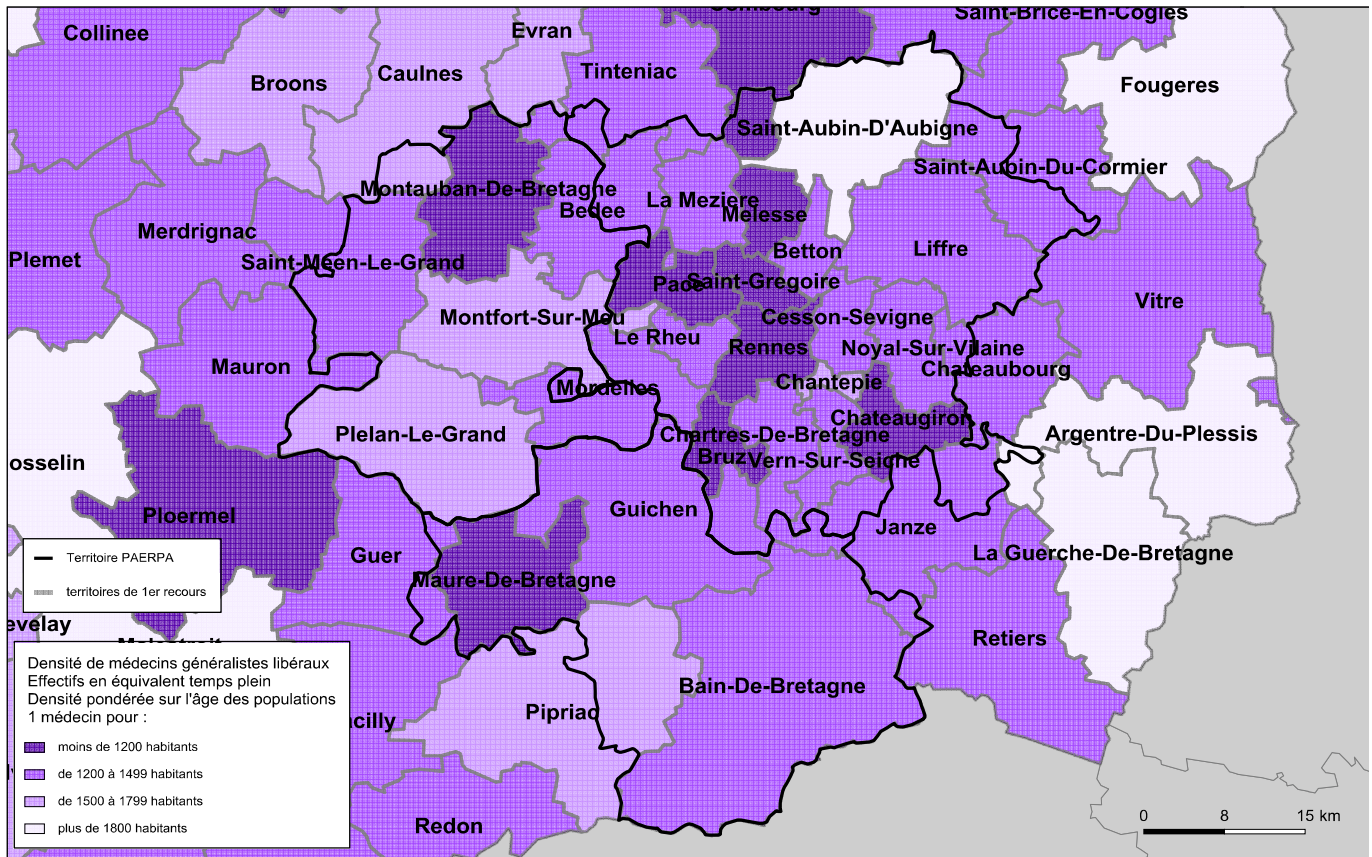 Combourg
Saint-Brice-En-Cogles
Collinee
Evran
Broons
Caulnes
Tinteniac
Fougeres
Saint-Aubin-D'Aubigne
Saint-Aubin-Du-Cormier
Montauban-De-Bretagne
La Meziere
Bedee
Melesse
Merdrignac
Betton
Liffre
Plemet
Saint-Meen-Le-Grand
Pace
Saint-Gregoire
Vitre
Montfort-Sur-Meu
Cesson-Sevigne
Le Rheu
Rennes
Noyal-Sur-Vilaine
Mauron
Chateaubourg
Mordelles
Chantepie
Chateaugiron
Plelan-Le-Grand
Chartres-De-Bretagne
Argentre-Du-Plessis
osselin
Bruz
Vern-Sur-Seiche
Ploermel
Guichen
Janze
Guer
La Guerche-De-Bretagne
Maure-De-Bretagne
Territoire PAERPA
territoires de 1er recours
evelay
Malestroit
Retiers
Densité de médecins généralistes libéraux
Effectifs en équivalent temps plein
Densité pondérée sur l'âge des populations
1 médecin pour :
moins de 1200 habitants
de 1200 à 1499 habitants
de 1500 à 1799 habitants
plus de 1800 habitants
Bain-De-Bretagne
Pipriac
acilly
Redon
0 8 15 km